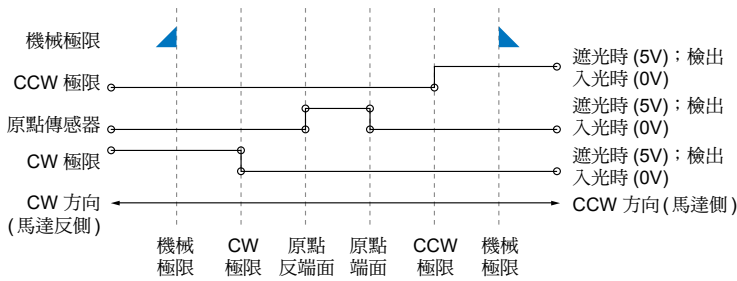 機械極限
CCW 極限
遮光時 (5V)；檢出
入光時 (0V)
原點傳感器
遮光時 (5V)；檢出
入光時 (0V)
CW 極限
遮光時 (5V)；檢出
入光時 (0V)
CW 方向
(馬達反側)
CCW 方向(馬達側)
機械
極限
CW
極限
原點
反端面
原點
端面
CCW
極限
機械
極限